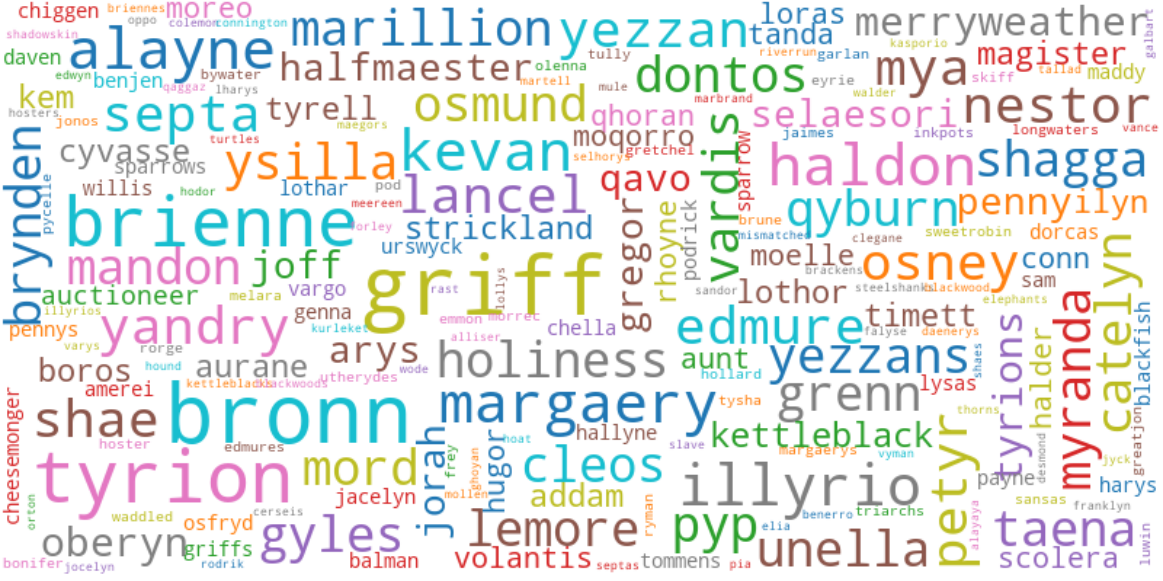 chiggen
briennes
moreo
oppo
colemon
connington
shadowskin
marillion
yezzan
loras
tanda
merryweather
galbart
daven
alayne
halfmaester
olenna
tully
riverrun
garlan
kasporio
magister
edwyn
benjen
bywater
qaggaz
lharys
martell
mule
dontos
eyrie
mya
skiff
tallad
maddy
walder
kem
hosters
jonos
septa
tyrell
maegors
osmund
qhoran
marbrand
selaesori
nestor
turtles
moqorro
jaimes
inkpots
longwaters
vance
cyvasse
sparrows
ysilla
kevan
selhorys
gretchel
vardis
sparrow
haldon
shagga
brynden
pycelle
willis
hodor
lothar
pod
meereen
lancel
qavo
brienne
vorley
strickland
urswyck
gregor
rhoyne
podrick
brune
mismatched
qyburn
pennyilyn
sweetrobin
dorcas
clegane
mandon
joff
griff
moelle
brackens
osney
conn
catelyn
auctioneer
melara
vargo
rast
lollys
sandor
lothor
steelshanks
blackwood
sam
elephants
illyrios
genna
pennys
yandry
kurleket
emmon
morrec
chella
edmure
timett
falyse
daenerys
tyrions
halder
myranda
blackfish
varys
rorge
arys
alliser
holiness
aunt
yezzans
shaes
boros
hound
aurane
utherydes
wode
hollard
amerei
kettleblacks
blackwoods
grenn
lysas
cheesemonger
shae
bronn
margaery
tysha
thorns
hoster
edmures
hallyne
kettleblack
greatjon
tyrion
mord
jorah
frey
ghoyan
hugor
hoat
cleos
slave
margaerys
vyman
petyr
desmond
jyck
jacelyn
mollen
addam
illyrio
payne
harys
orton
waddled
osfryd
cerseis
ryman
elia
benerro
triarchs
alayaya
sansas
franklyn
oberyn
griffs
gyles
lemore
pyp
unella
taena
luwin
bonifer
jocelyn
rodrik
balman
volantis
septas
tommens
pia
scolera